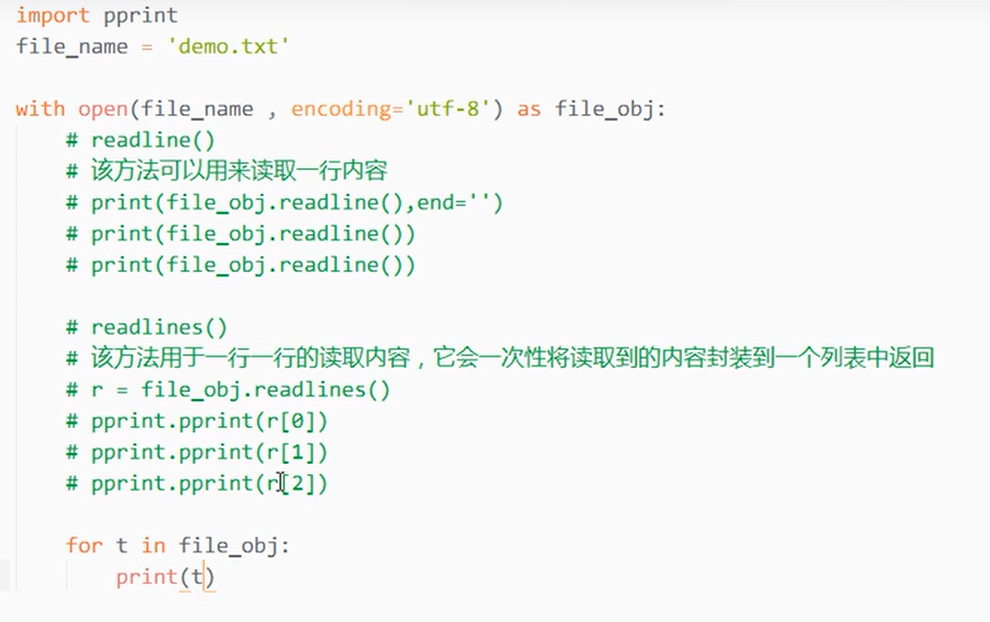 import pprint
file_name = 'demo.txt'
with open(file_name , encoding='utf-8') as file_obj:
# readline()
# 该方法可以用来读取一行内容
# print(file_obj.readline(),end='')
# print(file_obj.readline())
# print(file_obj.readline())
# readlines()
# 该方法用于一行一行的读取内容，它会一次性将读取到的内容封装到一个列表中返回
# r = file_obj.readlines()
# pprint.pprint(r[0])
# pprint.pprint(r[1])
# pprint.pprint(r[2])
for t in file_obj:
print(t)